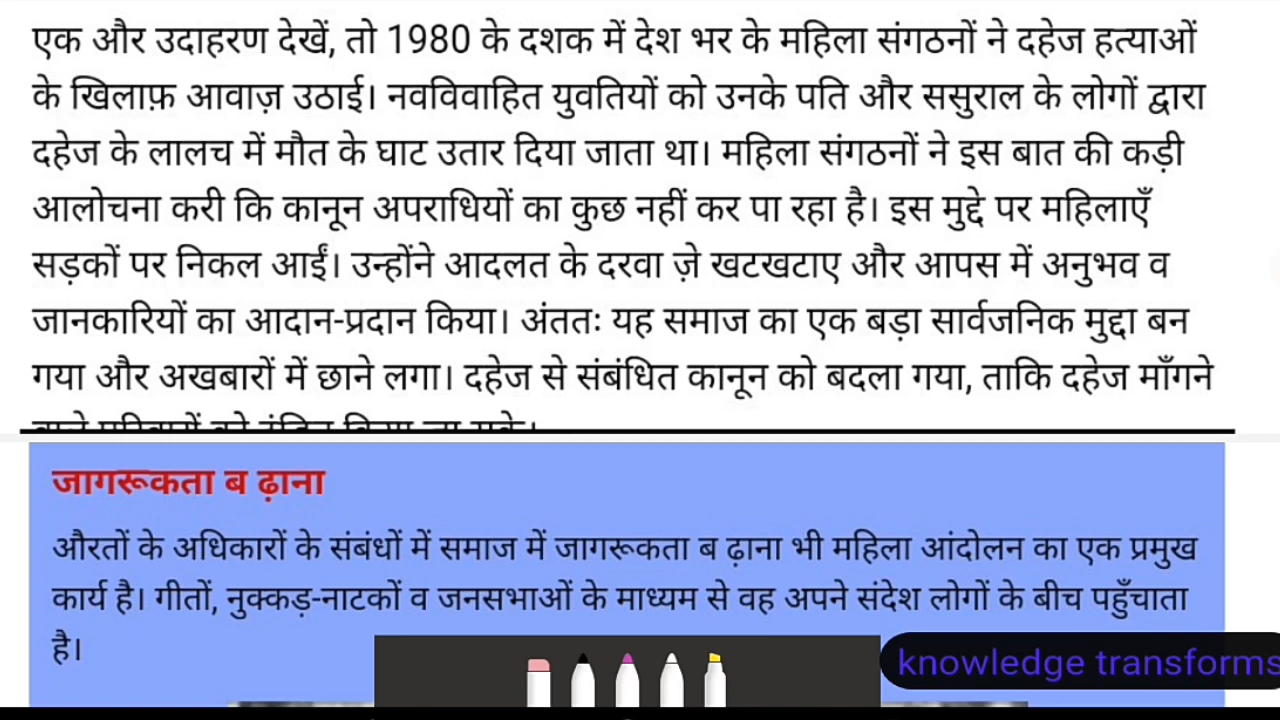 एक और उदाहरण देखें, तो 1980 के दशक में देश भर के महिला संगठनों ने दहेज हत्याओं
के खिलाफ़ आवाज़ उठाई। नवविवाहित युवतियों को उनके पति और ससुराल के लोगों द्वारा
दहेज के लालच में मौत के घाट उतार दिया जाता था। महिला संगठनों ने इस बात की कड़ी
आलोचना करी कि कानून अपराधियों का कुछ नहीं कर पा रहा है। इस मुद्दे पर महिलाएँ
सड़कों पर निकल आईं। उन्होंने आदलत के दरवा ज़े खटखटाए और आपस में अनुभव व
जानकारियों का आदान-प्रदान किया। अंततः यह समाज का एक बड़ा सार्वजनिक मुद्दा बन
गया और अखबारों में छाने लगा। दहेज से संबंधित कानून को बदला गया, ताकि दहेज माँगने
जागरूकता ब ढ़ाना
औरतों के अधिकारों के संबंधों में समाज में जागरूकता ब ढ़ाना भी महिला आंदोलन का एक प्रमुख
कार्य है। गीतों, नुक्कड़-नाटकों व जनसभाओं के माध्यम से वह अपने संदेश लोगों के बीच पहुँचाता
है।
knowledge transforms